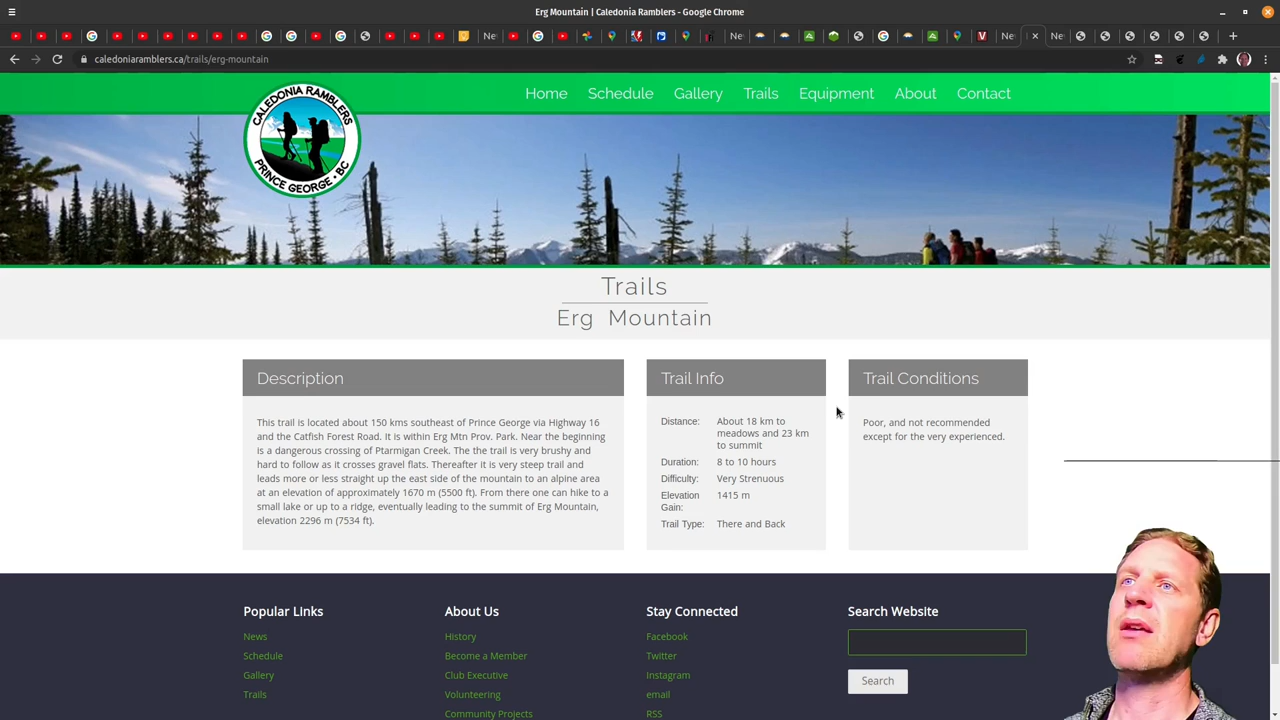 Erg Mountain | Caledonia Ramblers - Google Chrome
caledoniaramblers.ca/trails/erg-mountain
CALEDONIA RAMBLERS
PRINCE GEORGE • BC
Home Schedule Gallery Trails Equipment About Contact
Trails
Erg Mountain
Description
This trail is located about 150 kms southeast of Prince George via Highway 16
and the Catfish Forest Road. It is within Erg Mtn Prov. Park. Near the beginning
is a dangerous crossing of Ptarmigan Creek. The the trail is very brushy and
hard to follow as it crosses gravel flats. Thereafter it is very steep trail and
leads more or less straight up the east side of the mountain to an alpine area
at an elevation of approximately 1670 m (5500 ft). From there one can hike to a
small lake or up to a ridge, eventually leading to the summit of Erg Mountain,
elevation 2296 m (7534 ft).
Trail Info
Distance: About 18 km to
meadows and 23 km
to summit
Duration: 8 to 10 hours
Difficulty: Very Strenuous
Elevation 1415 m
Gain:
Trail Type: There and Back
Trail Conditions
Poor, and not recommended
except for the very experienced.
Popular Links
News
Schedule
Gallery
Trails
About Us
History
Become a Member
Club Executive
Volunteering
Community Projects
Stay Connected
Facebook
Twitter
Instagram
email
RSS
Search Website
Search